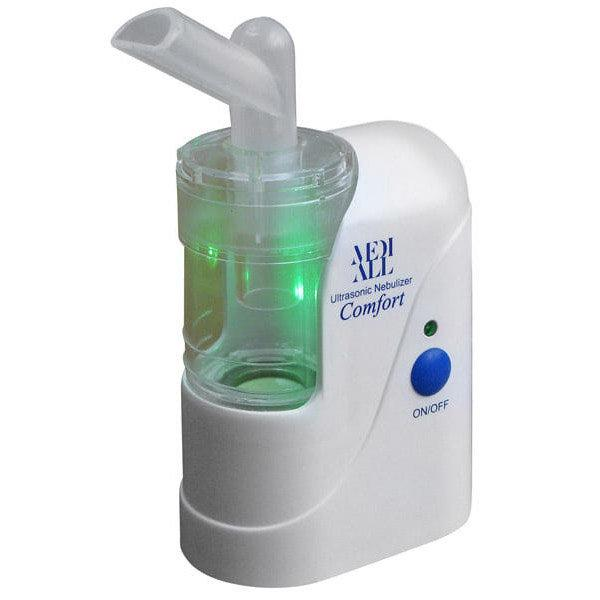 MEDI
ALL
Ultrasonic Nebulizer
Comfort
ON/OFF